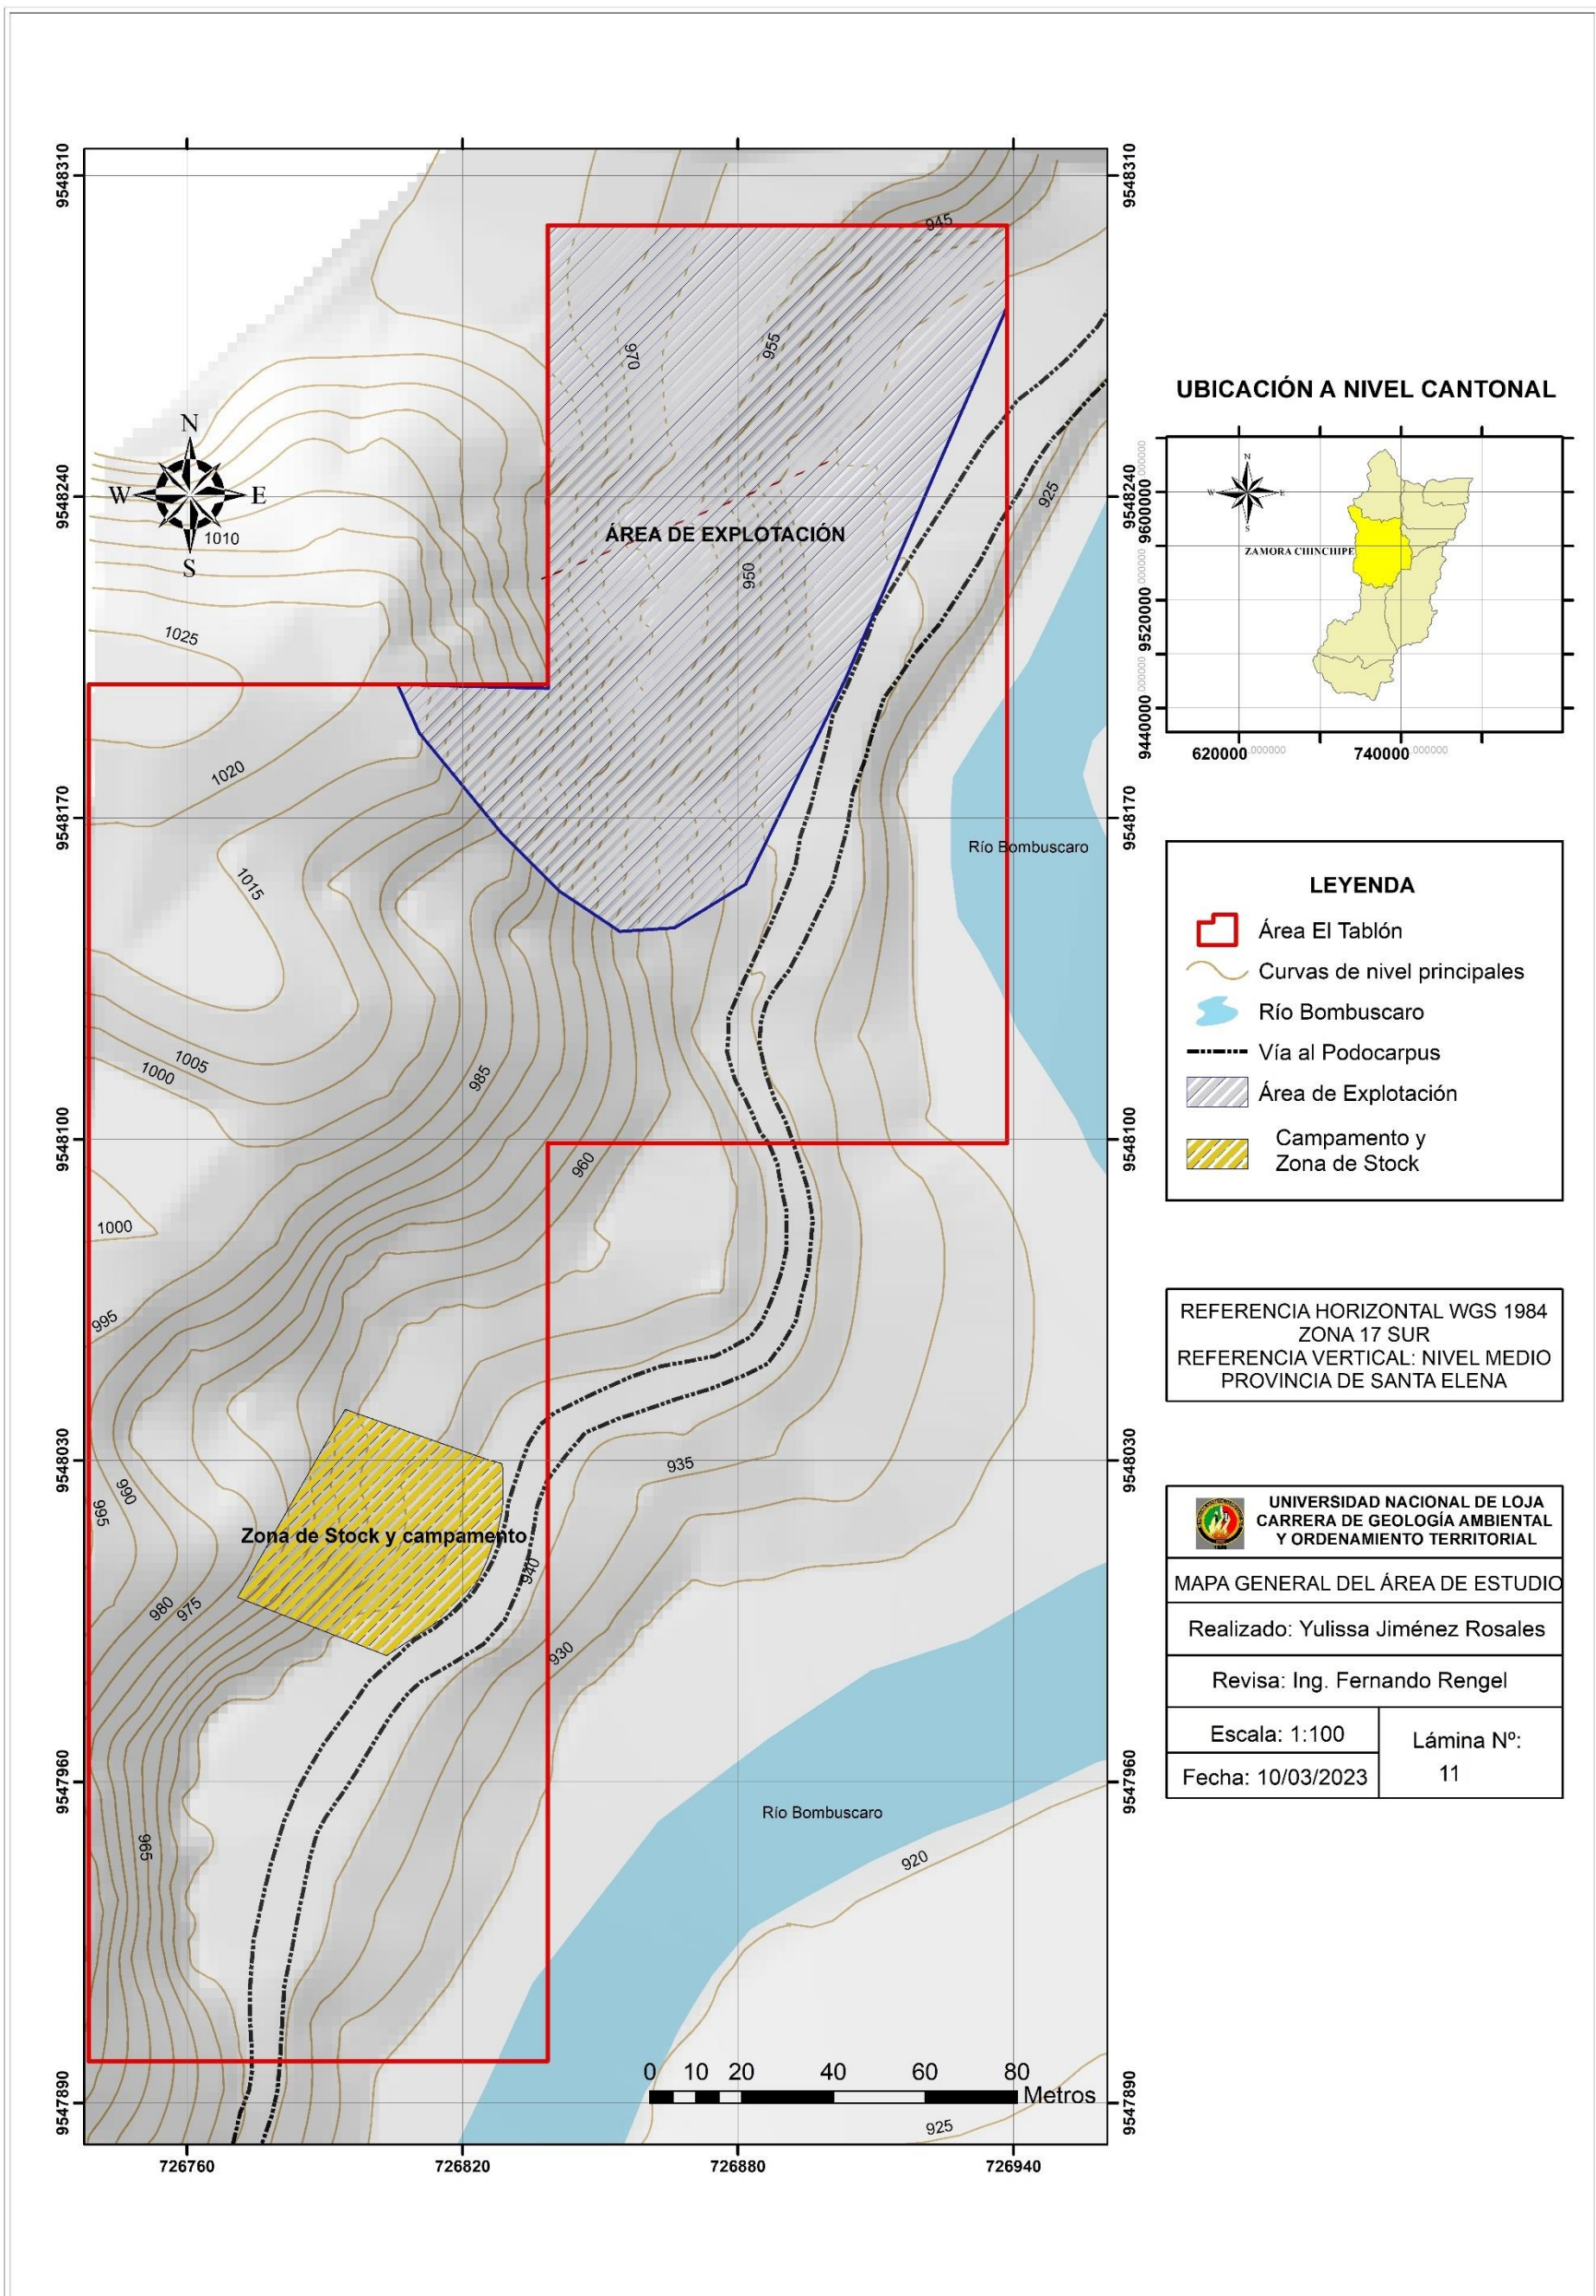 9548310
9548310
945
970
955
N
W
E
S
1010
9548240
9548240
925
ÁREA DE EXPLOTACIÓN
950
1025
1020
9548170
9548170
Río Bombuscaro
1015
1005
1000
985
9548100
9548100
960
1000
995
9548030
9548030
935
990
995
Zona de Stock y campamento
940
980
975
930
9547960
9547960
Río Bombuscaro
965
920
0 10 20 40 60 80
Metros
9547890
9547890
925
726760
726820
726880
726940
UBICACIÓN A NIVEL CANTONAL
N
W
E
S
ZAMORA CHINCHIPE
9600000.000000
9520000.000000
9440000.000000
620000.000000
740000.000000
LEYENDA
Área El Tablón
Curvas de nivel principales
Río Bombuscaro
Vía al Podocarpus
Área de Explotación
Campamento y
Zona de Stock
REFERENCIA HORIZONTAL WGS 1984
ZONA 17 SUR
REFERENCIA VERTICAL: NIVEL MEDIO
PROVINCIA DE SANTA ELENA
UNIVERSIDAD NACIONAL DE LOJA
CARRERA DE GEOLOGÍA AMBIENTAL
Y ORDENAMIENTO TERRITORIAL
MAPA GENERAL DEL ÁREA DE ESTUDIO
Realizado: Yulissa Jiménez Rosales
Revisa: Ing. Fernando Rengel
Escala: 1:100
Fecha: 10/03/2023
Lámina Nº:
11